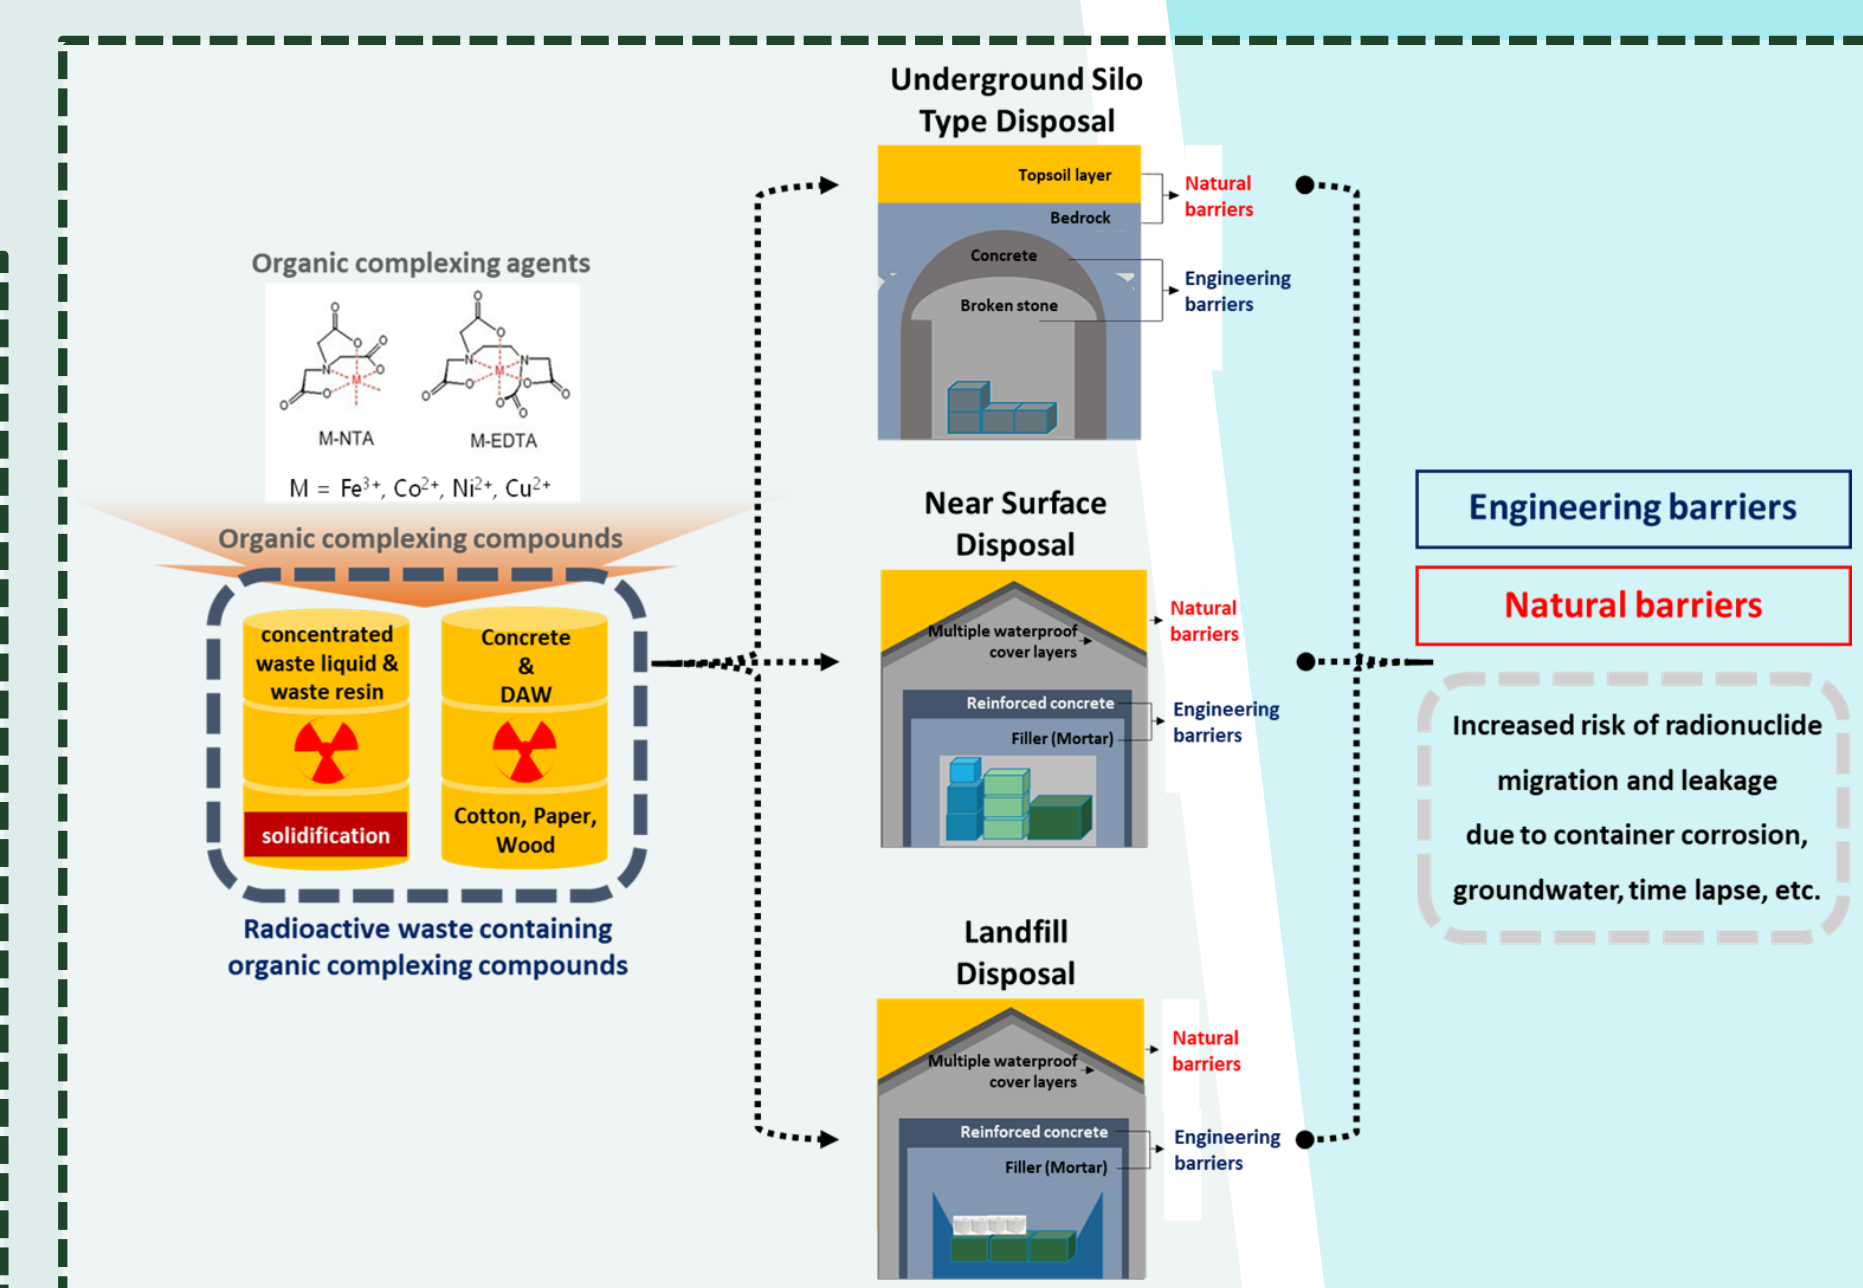 Organic complexing agents
O
O
O
O
N
O
M
O
O
M-NTA
O
O
N
N
M
O
O
O
O
O
O
M-EDTA
M = Fe³⁺, Co²⁺, Ni²⁺, Cu²⁺
Organic complexing compounds
concentrated
waste liquid &
waste resin
solidification
Concrete
&
DAW
Cotton, Paper,
Wood
Radioactive waste containing
organic complexing compounds
Underground Silo
Type Disposal
Topsoil layer
Bedrock
Natural
barriers
Concrete
Broken stone
Engineering
barriers
Near Surface
Disposal
Multiple waterproof
cover layers
Natural
barriers
Reinforced concrete
Filler (Mortar)
Engineering
barriers
Landfill
Disposal
Multiple waterproof
cover layers
Natural
barriers
Reinforced concrete
Filler (Mortar)
Engineering
barriers
Engineering barriers
Natural barriers
Increased risk of radionuclide
migration and leakage
due to container corrosion,
groundwater, time lapse, etc.